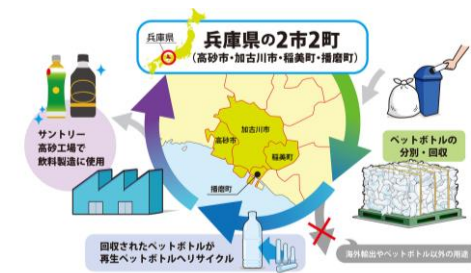 兵庫県
兵庫県の2市2町
(高砂市・加古川市・稲美町・播磨町)
サントリー
高砂工場で
飲料製造に使用
加古川市
高砂市
稲美町
播磨町
ペットボトルの
分別・回収
回収されたペットボトルが
再生ペットボトルへリサイクル
海外輸出やペットボトル以外の用途